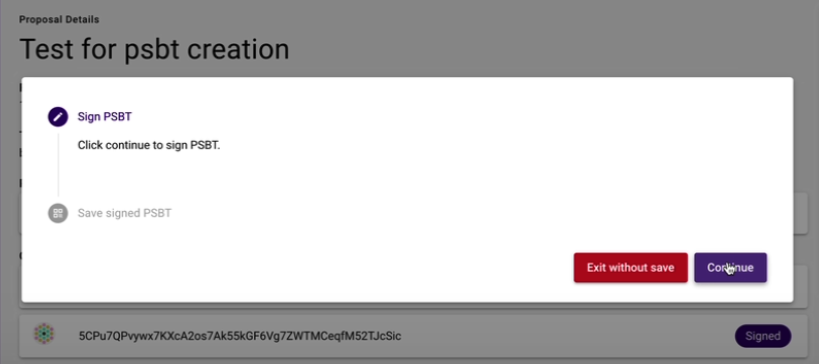 Proposal Details
Test for psbt creation
Sign PSBT
Click continue to sign PSBT.
Save signed PSBT
Exit without save
Continue
5CPu7QPvywx7KXcA2os7Ak55kGF6Vg7ZWTMCeqfM52TJcSic
Signed